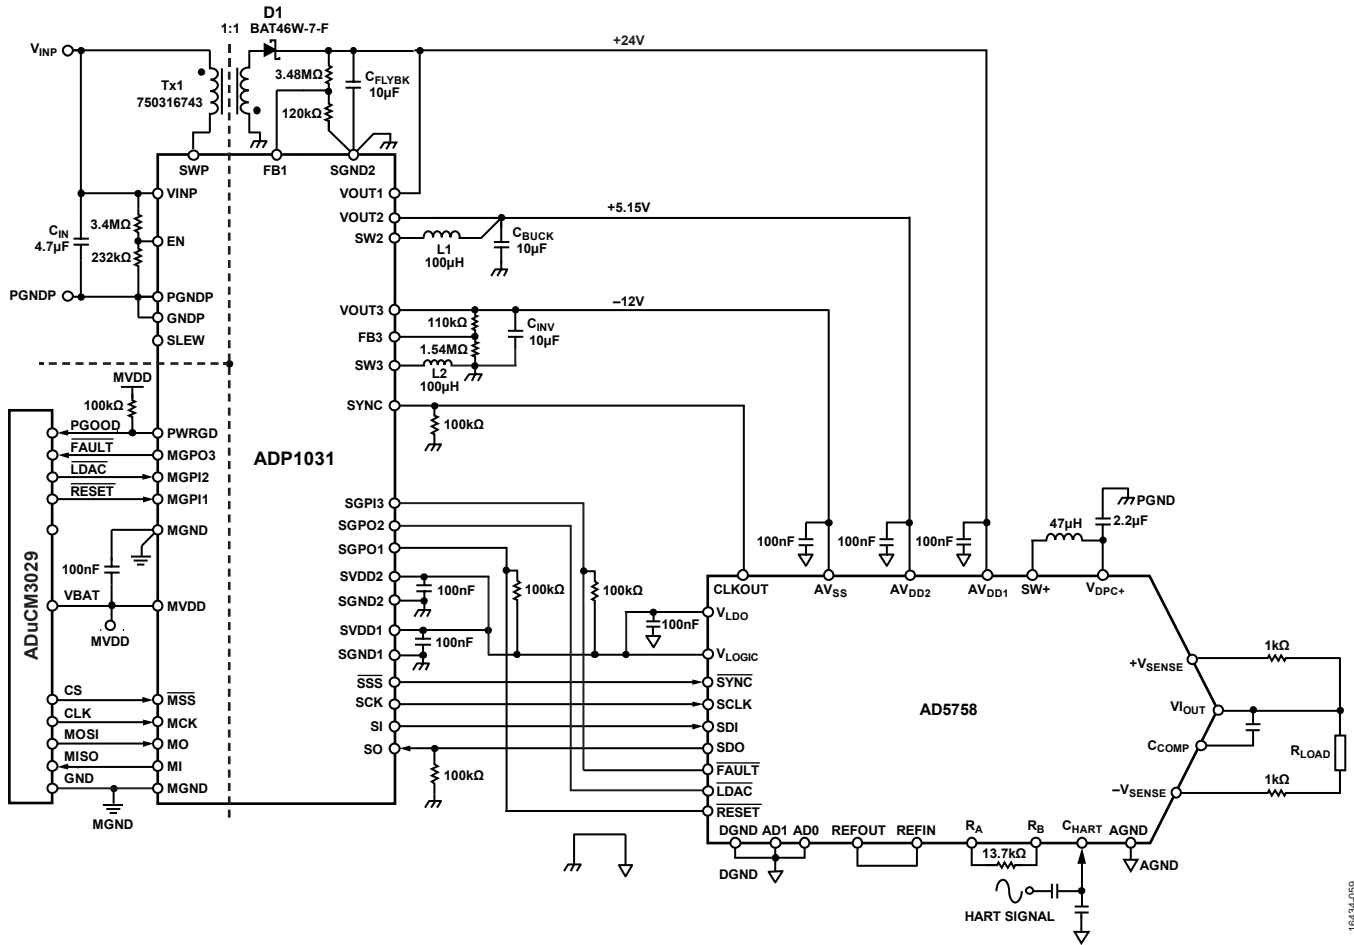 D1
1:1 BAT46W-7-F
VINP
+24V
Tx1
750316743
3.48MΩ
CFLYBK
10µF
120kΩ
SWP
FB1
SGND2
VINP
VOUT1
CIN
4.7µF
3.4MΩ
EN
232kΩ
VOUT2
+5.15V
SW2
L1
100µH
CBUCK
10µF
PGNDP
PGNDP
GNDP
SLEW
VOUT3
–12V
110kΩ
CINV
10µF
FB3
1.54MΩ
SW3
L2
100µH
MVDD
100kΩ
SYNC
100kΩ
PGOOD
PWRGD
FAULT
MGPO3
LDAC
MGPI2
RESET
MGPI1
ADP1031
MGND
100nF
VBAT
MVDD
MVDD
ADuCM3029
SGPI3
SGPO2
SGPO1
SVDD2
100nF
SGND2
SVDD1
100nF
SGND1
100kΩ
100kΩ
100nF
100nF
100nF
100nF
47µH
PGND
2.2µF
CLKOUT
AVSS
AVDD2
AVDD1
SW+
VDPC+
VLDO
VLOGIC
CS
MSS
CLK
MCK
MOSI
MO
MISO
MI
GND
MGND
MGND
SSS
SCK
SI
SO
100kΩ
SYNC
SCLK
SDI
SDO
FAULT
LDAC
RESET
AD5758
+VSENSE
1kΩ
VIOUT
CCOMP
RLOAD
–VSENSE
1kΩ
DGND AD1 AD0
REFOUT
REFIN
RA
RB
CHART
AGND
13.7kΩ
DGND
AGND
HART SIGNAL
16434-059